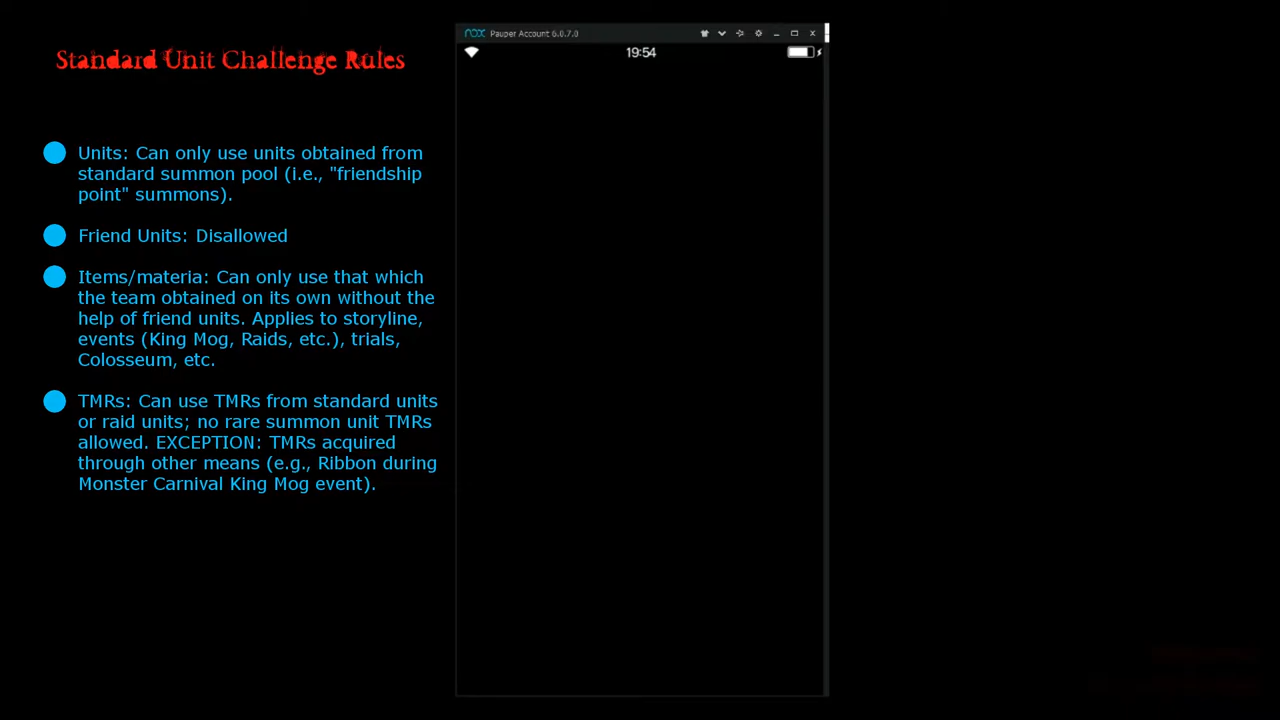 Standard Unit Challenge Rules
Units: Can only use units obtained from
standard summon pool (i.e., "friendship
point" summons).
Friend Units: Disallowed
Items/materia: Can only use that which
the team obtained on its own without the
help of friend units. Applies to storyline,
events (King Mog, Raids, etc.), trials,
Colosseum, etc.
TMRs: Can use TMRs from standard units
or raid units; no rare summon unit TMRs
allowed. EXCEPTION: TMRs acquired
through other means (e.g., Ribbon during
Monster Carnival King Mog event).
nox Pauper Account 6.0.7.0
19:54